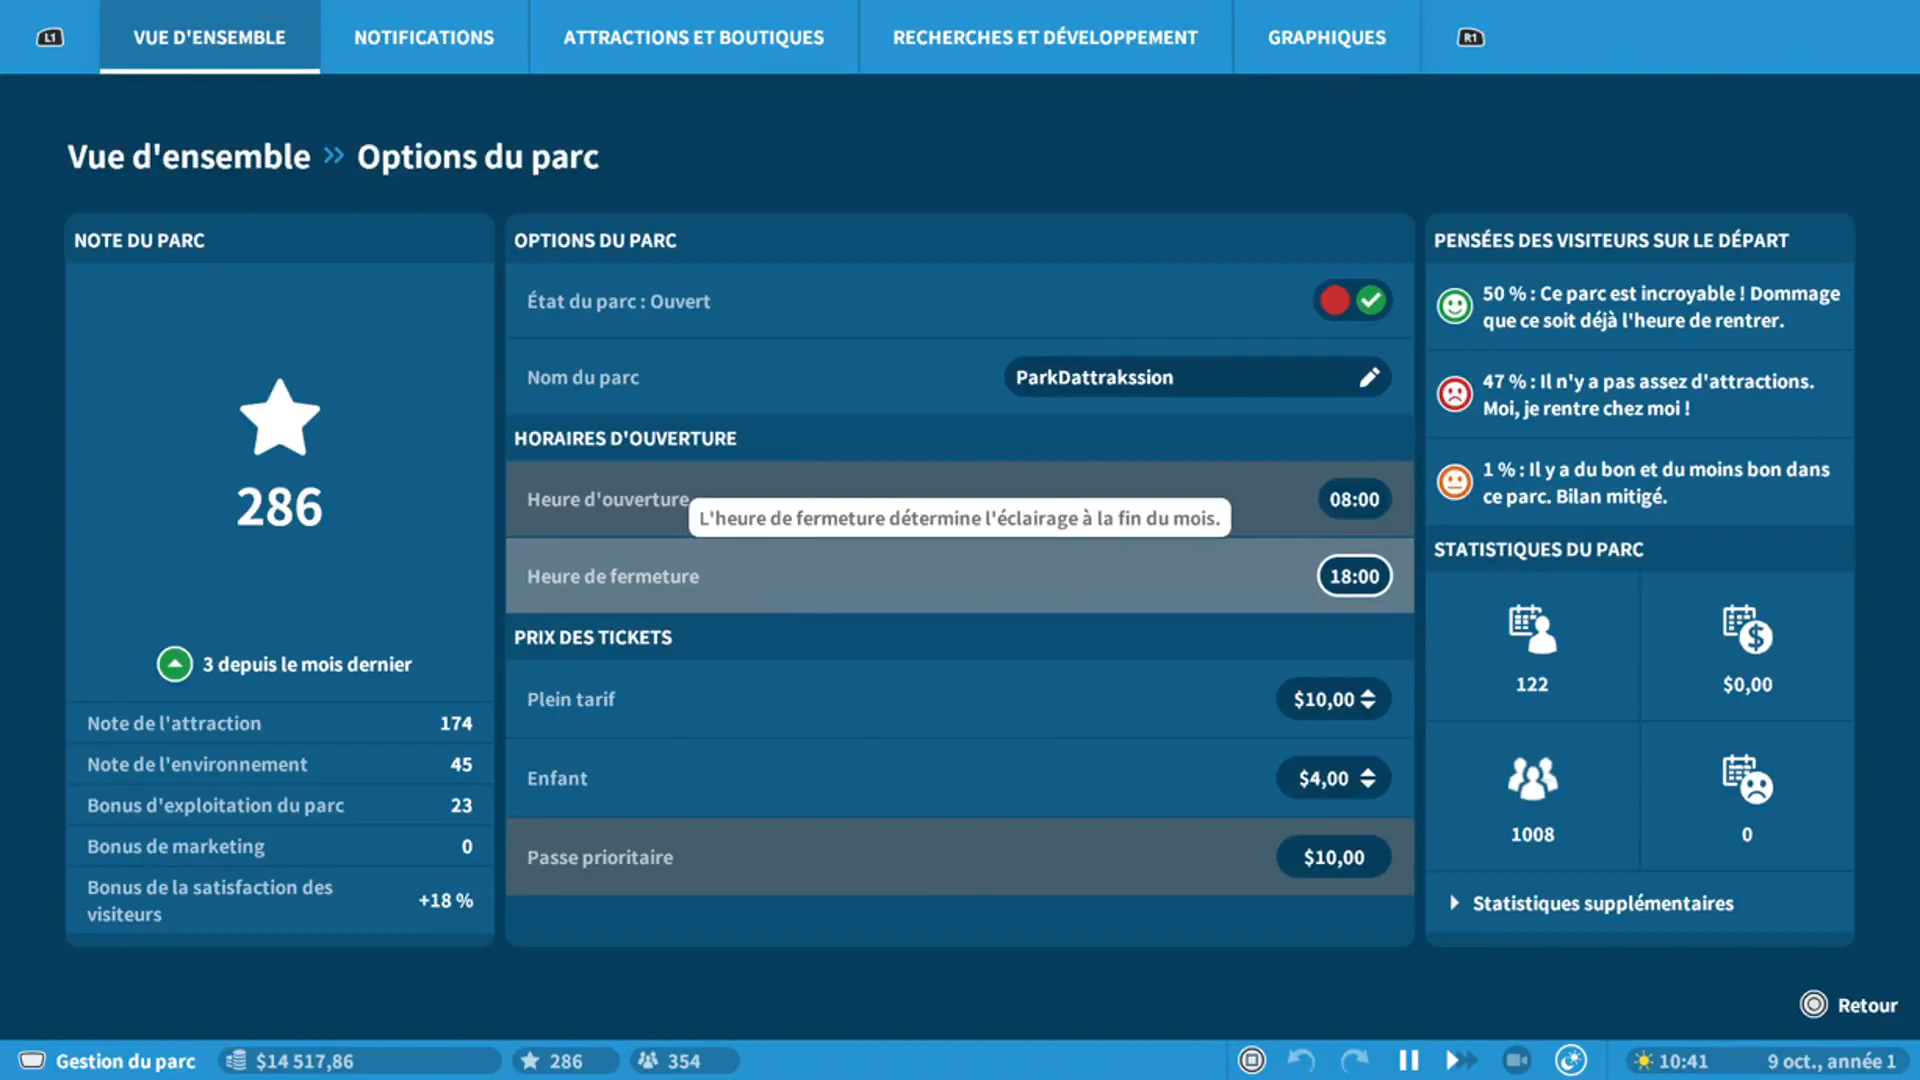 L1
VUE D'ENSEMBLE
NOTIFICATIONS
ATTRACTIONS ET BOUTIQUES
RECHERCHES ET DÉVELOPPEMENT
GRAPHIQUES
R1
Vue d'ensemble » Options du parc
NOTE DU PARC
286
3 depuis le mois dernier
Note de l'attraction 174
Note de l'environnement 45
Bonus d'exploitation du parc 23
Bonus de marketing 0
Bonus de la satisfaction des
visiteurs +18 %
OPTIONS DU PARC
État du parc : Ouvert
Nom du parc ParkDattrakssion
HORAIRES D'OUVERTURE
Heure d'ouverture 08:00
L'heure de fermeture détermine l'éclairage à la fin du mois.
Heure de fermeture 18:00
PRIX DES TICKETS
Plein tarif $10,00
Enfant $4,00
Passe prioritaire $10,00
PENSÉES DES VISITEURS SUR LE DÉPART
50 % : Ce parc est incroyable ! Dommage
que ce soit déjà l'heure de rentrer.
47 % : Il n'y a pas assez d'attractions.
Moi, je rentre chez moi !
1 % : Il y a du bon et du moins bon dans
ce parc. Bilan mitigé.
STATISTIQUES DU PARC
122
$0,00
1008
0
Statistiques supplémentaires
Retour
Gestion du parc
$14 517,86
286
354
10:41
9 oct., année 1